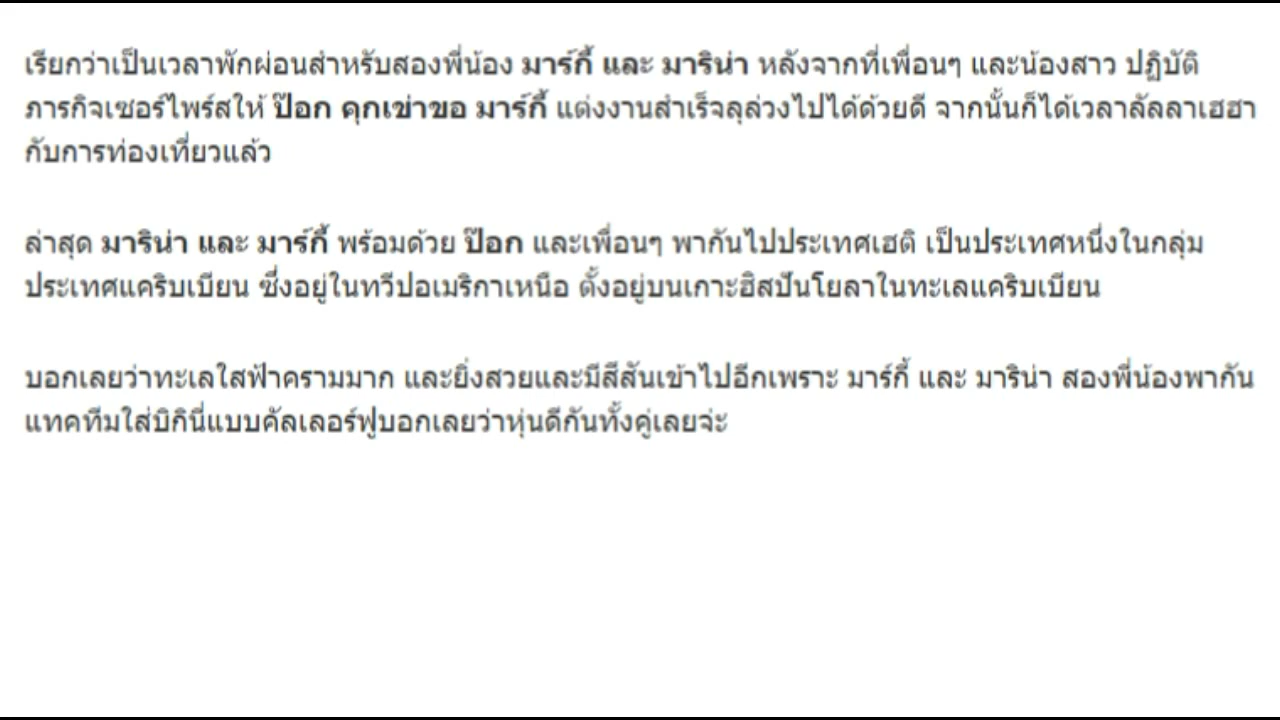 เรียกว่าเป็นเวลาพักผ่อนสำหรับสองพี่น้อง มาร์กี้ และ มาริน่า หลังจากที่เพื่อนๆ และน้องสาว ปฏิบัติ
ภารกิจเซอร์ไพร์สให้ ป๊อก คุกเข่าขอ มาร์กี้ แต่งงานสำเร็จลุล่วงไปได้ด้วยดี จากนั้นก็ได้เวลาลัลลาเฮฮา
กับการท่องเที่ยวแล้ว
ล่าสุด มาริน่า และ มาร์กี้ พร้อมด้วย ป๊อก และเพื่อนๆ พากันไปประเทศเฮติ เป็นประเทศหนึ่งในกลุ่ม
ประเทศแคริบเบียน ซึ่งอยู่ในทวีปอเมริกาเหนือ ตั้งอยู่บนเกาะฮิสปันโยลาในทะเลแคริบเบียน
บอกเลยว่าทะเลใสฟ้าครามมาก และยิ่งสวยและมีสีสันเข้าไปอีกเพราะ มาร์กี้ และ มาริน่า สองพี่น้องพากัน
แทคทีมใส่บิกินี่แบบคัลเลอร์ฟูบอกเลยว่าหุ่นดีกันทั้งคู่เลยจ่ะ